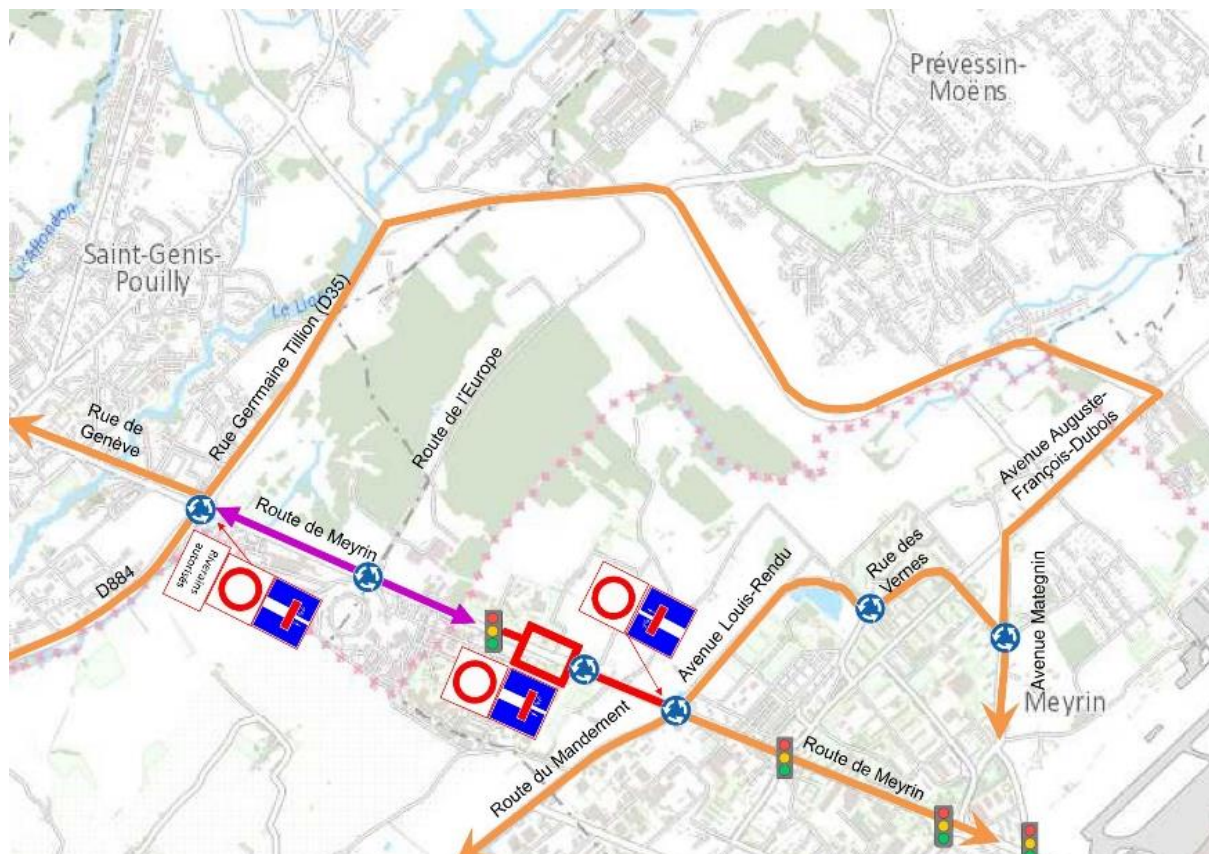 Prévessin-
Moëns
L'Allondon
Saint-Genis-
Pouilly
Le Lion
Rue Gerrmaine Tillion (D35)
Route de l'Europe
Rue de
Genève
Avenue Auguste-
François-Dubois
Route de Meyrin
Riverains
autorisés
D884
Rue des
Vernes
Avenue Louis-Rendu
Avenue Mategnin
Meyrin
Route du Mandement
Route de Meyrin